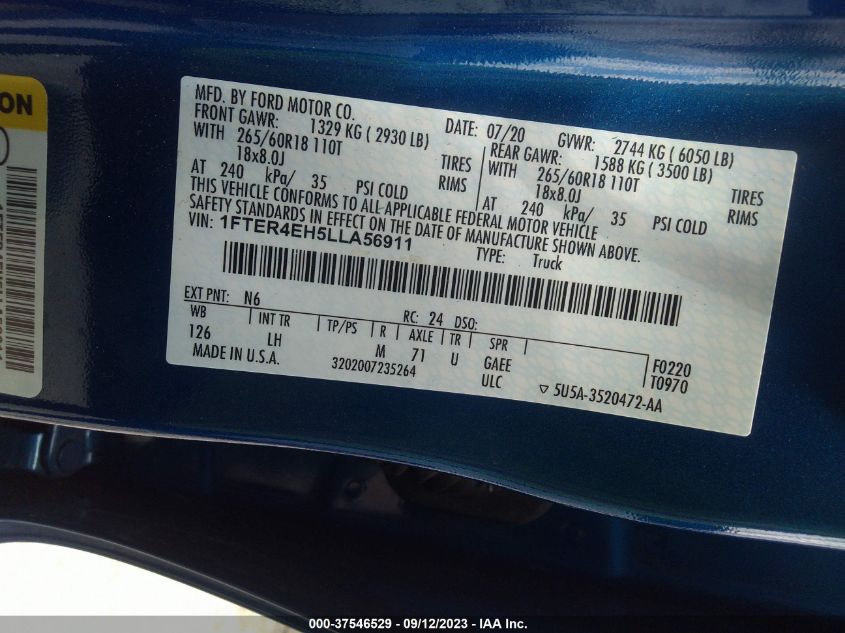 ON
MFD. BY FORD MOTOR CO.
DATE: 07/20 GVWR: 2744 KG ( 6050 LB)
FRONT GAWR: 1329 KG ( 2930 LB)
REAR GAWR: 1588 KG ( 3500 LB)
WITH 265/60R18 110T TIRES
WITH 265/60R18 110T TIRES
18x8.0J RIMS
18x8.0J RIMS
AT 240 kPa/ 35 PSI COLD
AT 240 kPa/ 35 PSI COLD
THIS VEHICLE CONFORMS TO ALL APPLICABLE FEDERAL MOTOR VEHICLE
SAFETY STANDARDS IN EFFECT ON THE DATE OF MANUFACTURE SHOWN ABOVE.
VIN: 1FTER4EH5LLA56911
TYPE: Truck
EXT PNT: N6 RC: 24 DSO:
WB INT TR TP/PS R AXLE TR SPR
126 LH M 71 U GAEE
F0220
T0970
MADE IN U.S.A. 3202007235264 ULC
5U5A-3520472-AA
000-37546529 - 09/12/2023 - IAA Inc.